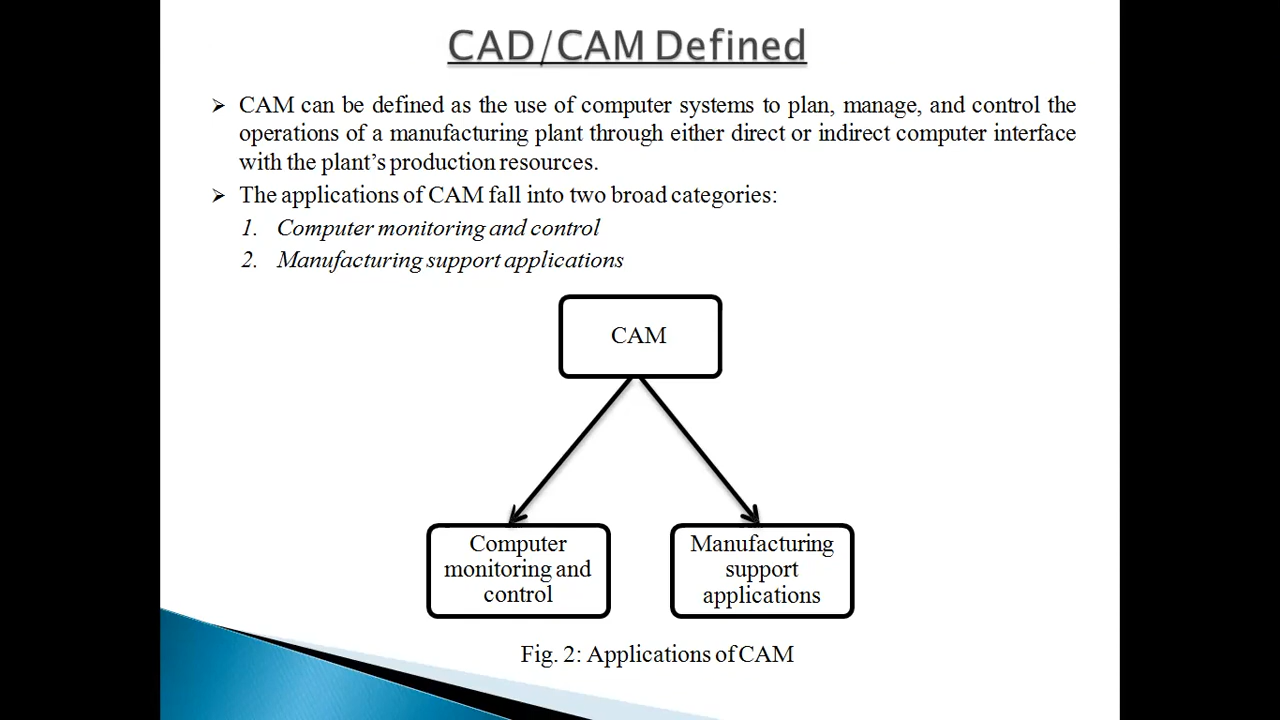 CAD/CAM Defined
➢ CAM can be defined as the use of computer systems to plan, manage, and control the
operations of a manufacturing plant through either direct or indirect computer interface
with the plant’s production resources.
➢ The applications of CAM fall into two broad categories:
1. Computer monitoring and control
2. Manufacturing support applications
CAM
Computer
monitoring and
control
Manufacturing
support
applications
Fig. 2: Applications of CAM